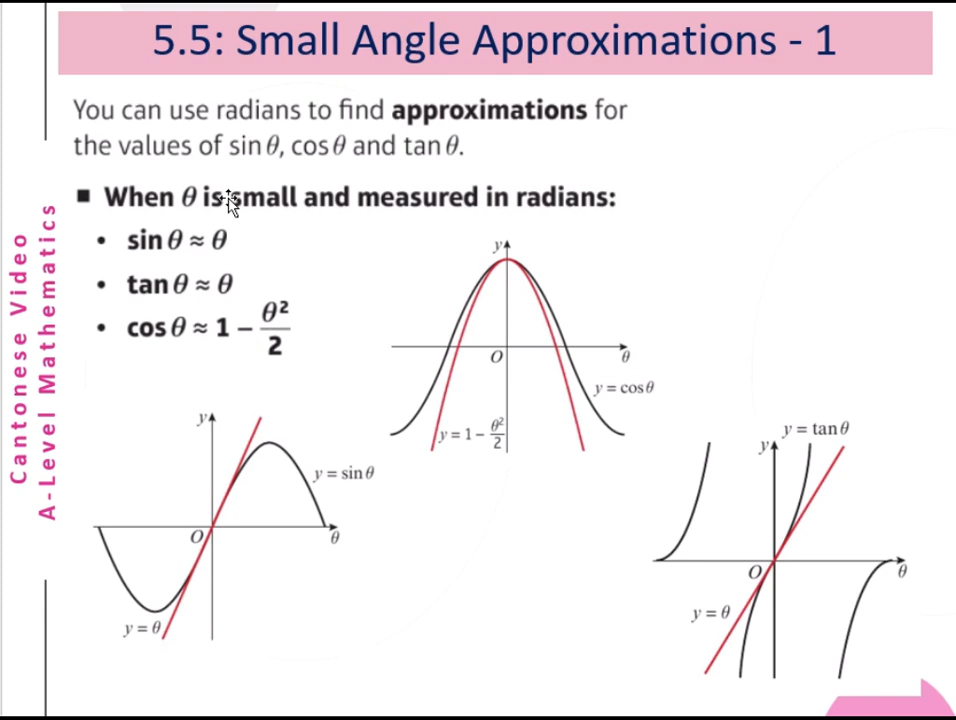 5.5: Small Angle Approximations - 1
You can use radians to find approximations for
the values of sin θ, cos θ and tan θ.
■ When θ is small and measured in radians:
• sin θ ≈ θ
• tan θ ≈ θ
• cos θ ≈ 1 − θ²/2
Cantonese Video
A-Level Mathematics
y
O
θ
y = cos θ
y = 1 − θ²/2
y
y = sin θ
O
θ
y = θ
y = tan θ
y
O
θ
y = θ